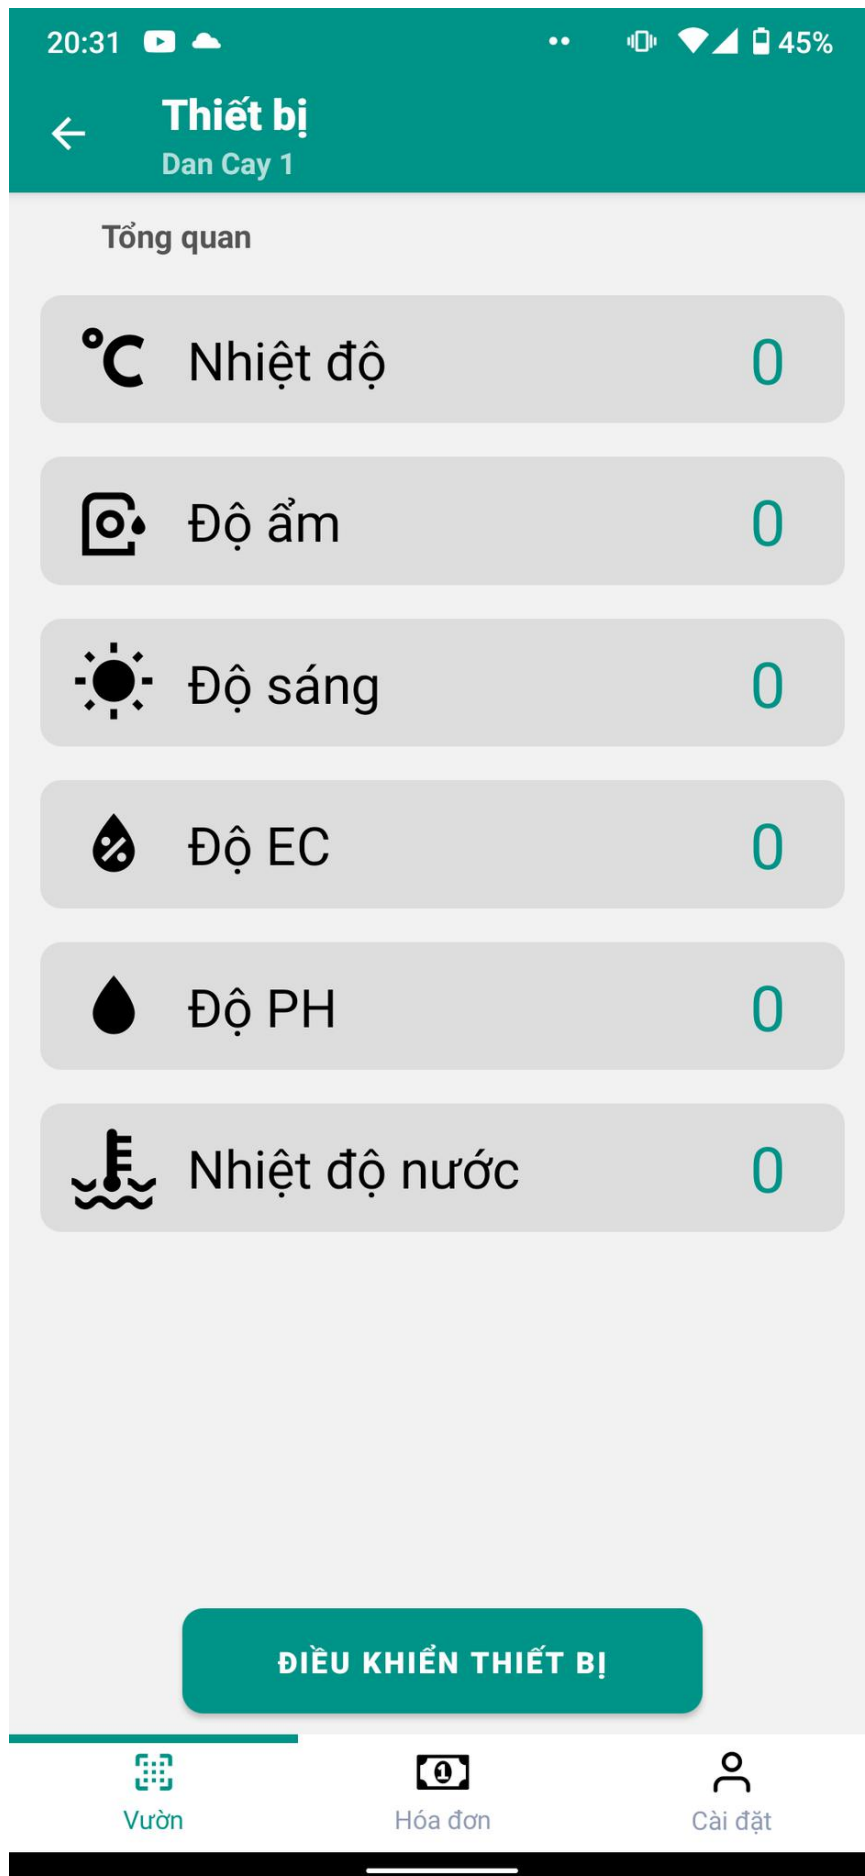 20:31 45%
Thiết bị
Dan Cay 1
Tổng quan
°C Nhiệt độ 0
Độ ẩm 0
Độ sáng 0
Độ EC 0
Độ PH 0
Nhiệt độ nước 0
ĐIỀU KHIỂN THIẾT BỊ
1
Vườn Hóa đơn Cài đặt